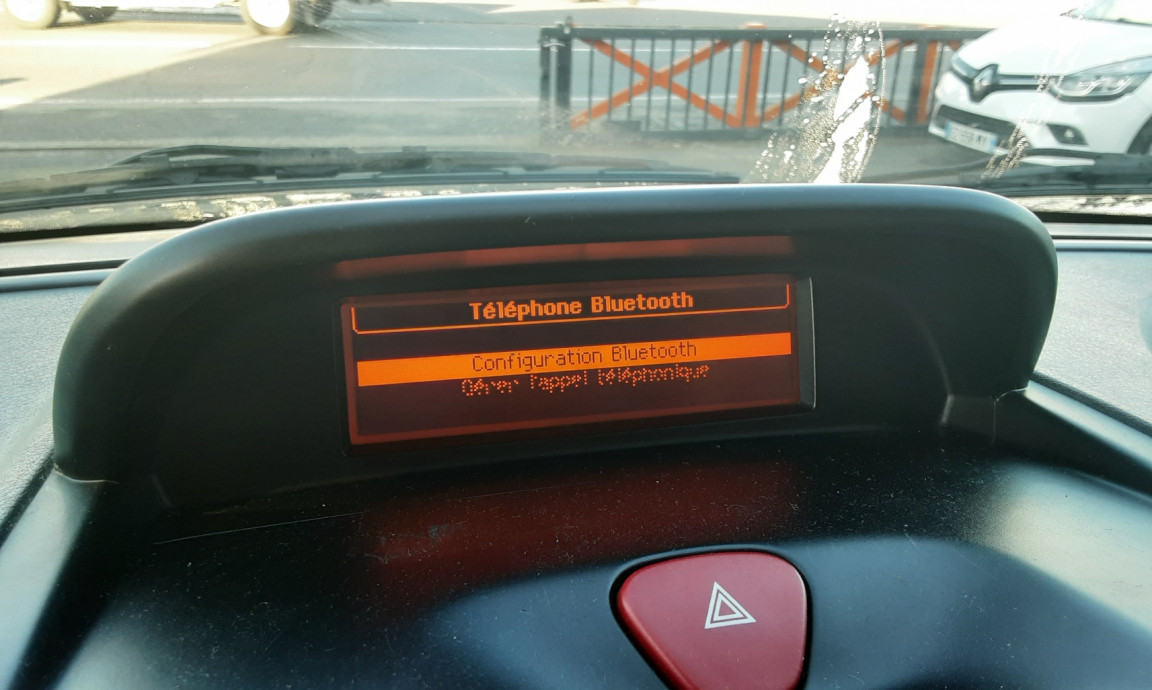 Téléphone Bluetooth
Configuration Bluetooth
Gérer l'appel téléphonique